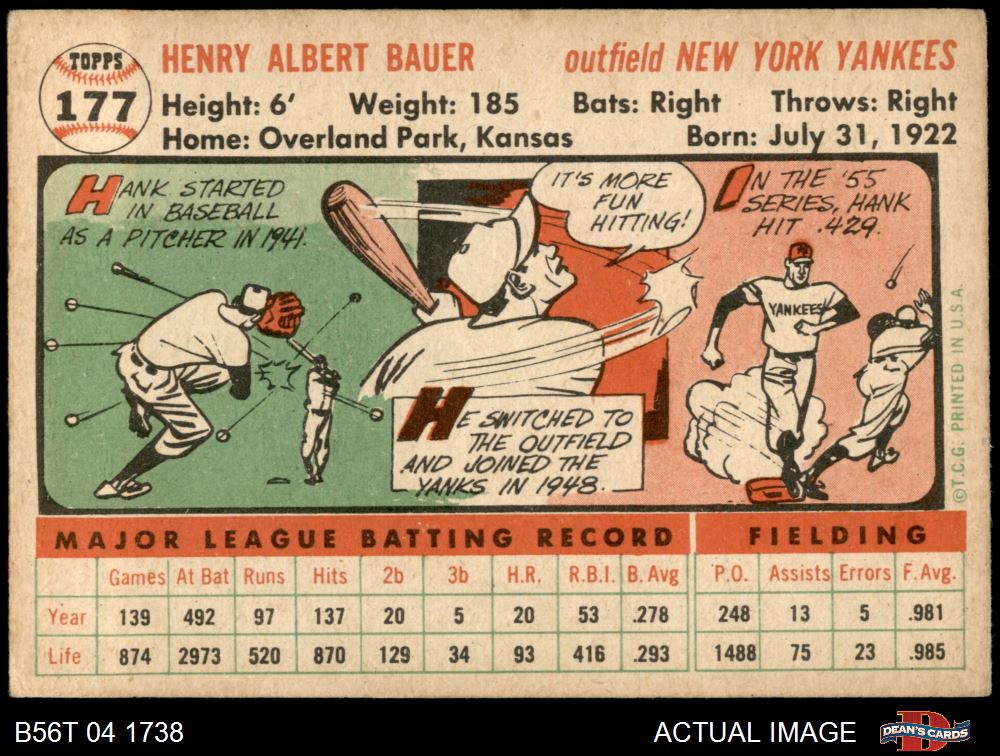 TOPPS
177
HENRY ALBERT BAUER
outfield NEW YORK YANKEES
Height: 6' Weight: 185 Bats: Right Throws: Right
Home: Overland Park, Kansas Born: July 31, 1922
HANK STARTED
IN BASEBALL
AS A PITCHER IN 1941.
IT'S MORE
FUN
HITTING!
HE SWITCHED TO
THE OUTFIELD
AND JOINED THE
YANKS IN 1948.
IN THE '55
SERIES, HANK
HIT .429.
YANKEES
©T.C.G. PRINTED IN U.S.A.
MAJOR LEAGUE BATTING RECORD FIELDING
Games At Bat Runs Hits 2b 3b H.R. R.B.I. B. Avg P.O. Assists Errors F. Avg.
Year 139 492 97 137 20 5 20 53 .278 248 13 5 .981
Life 874 2973 520 870 129 34 93 416 .293 1488 75 23 .985
B56T 04 1738 ACTUAL IMAGE
D
DEAN'S CARDS